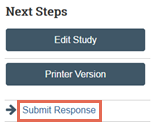 Next Steps
Edit Study
Printer Version
Submit Response